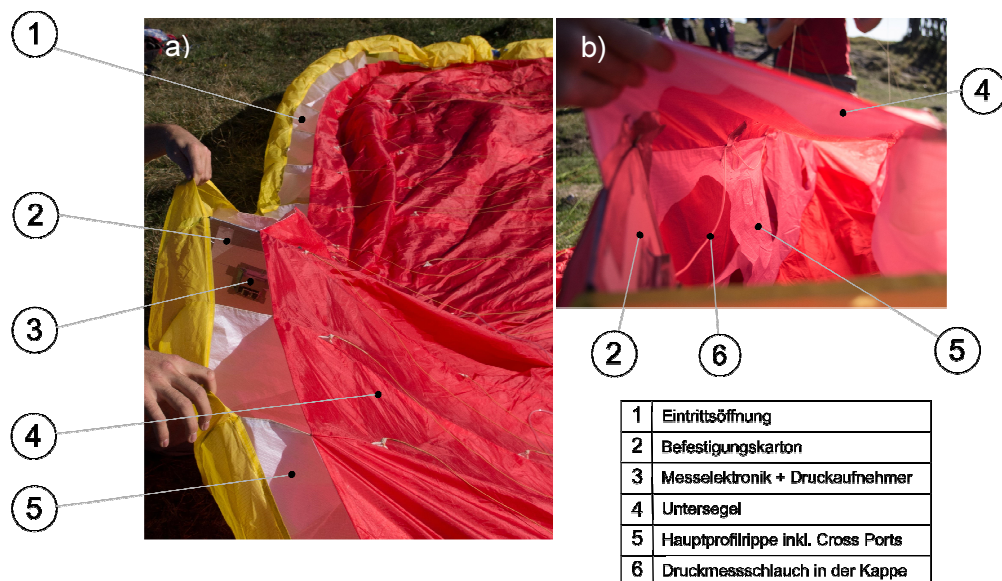 1
a)
b)
4
2
3
2
6
5
4
5
1 Eintrittsöffnung
2 Befestigungskarton
3 Messelektronik + Druckaufnehmer
4 Untersegel
5 Hauptprofilrippe inkl. Cross Ports
6 Druckmessschlauch in der Kappe